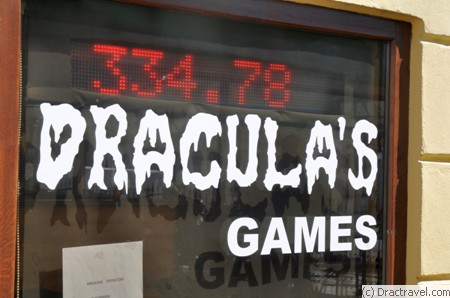 334.78
DRACULA'S
GAMES
(c) Dractravel.com